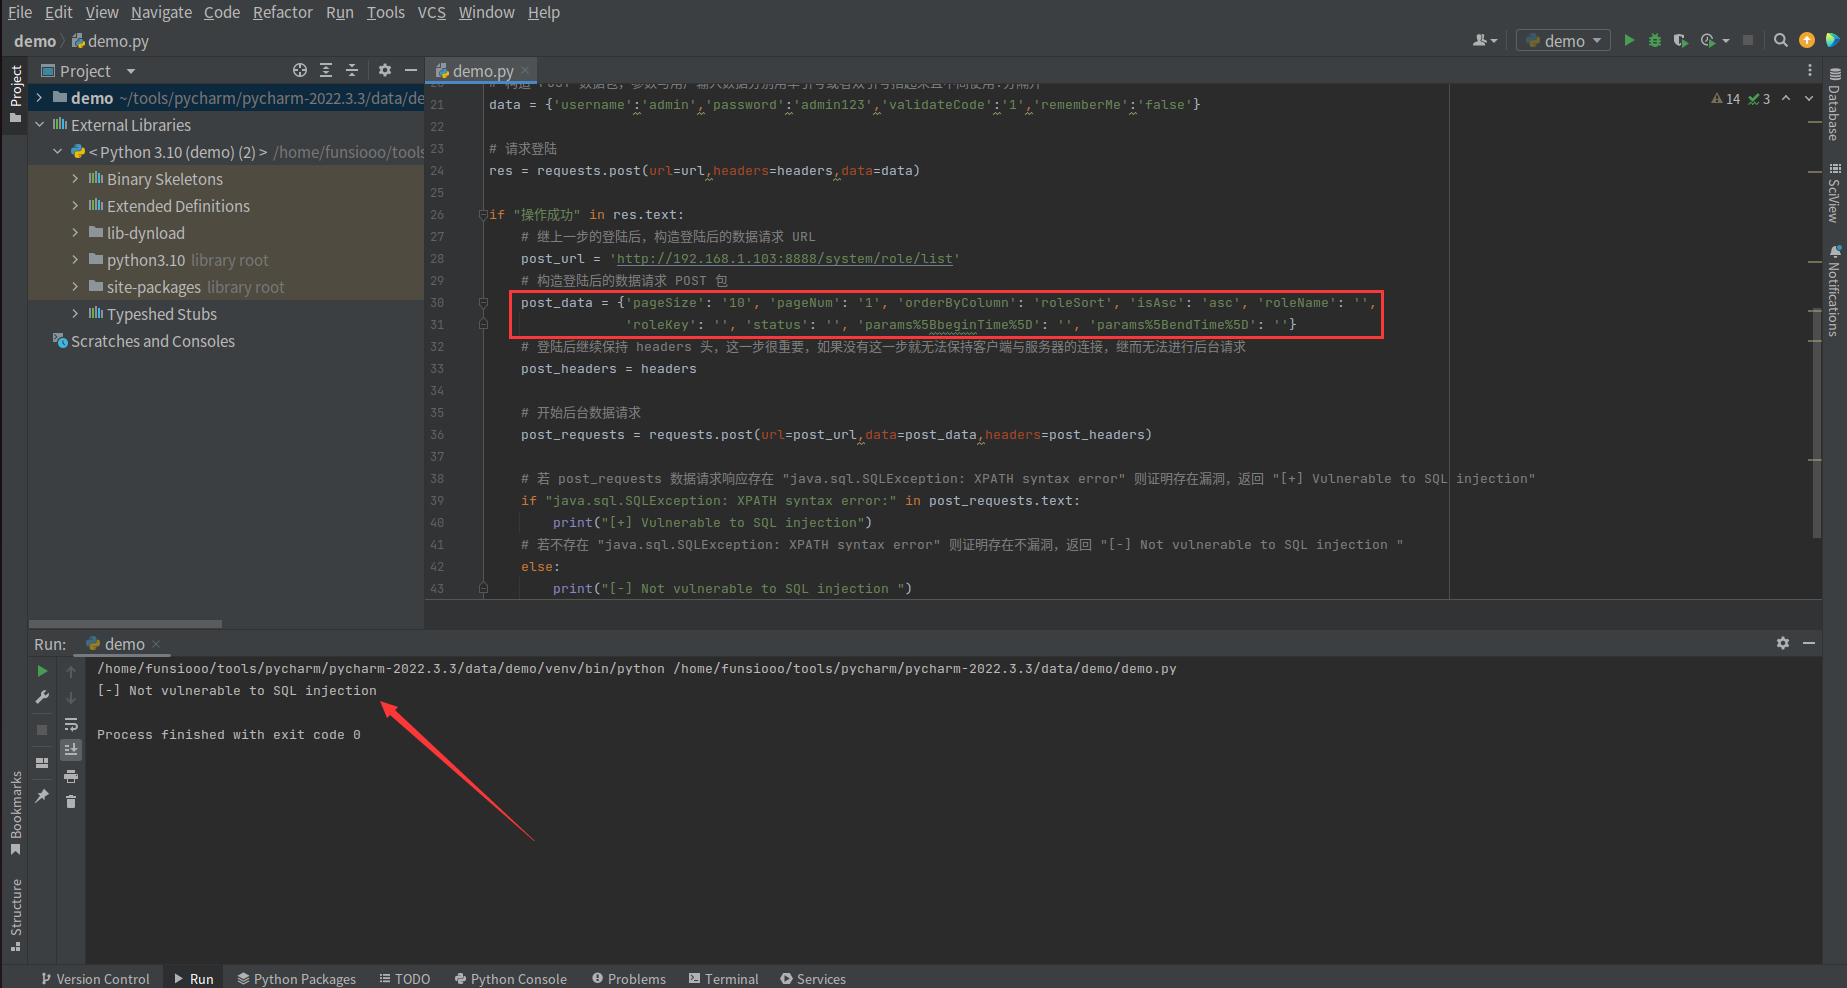 File Edit View Navigate Code Refactor Run Tools VCS Window Help
demo demo.py
demo
Project
demo.py
Project
demo ~/tools/pycharm/pycharm-2022.3.3/data/de
External Libraries
< Python 3.10 (demo) (2) > /home/funsiooo/tools
Binary Skeletons
Extended Definitions
lib-dynload
python3.10 library root
site-packages library root
Typeshed Stubs
Scratches and Consoles
14 3
Database
SciView
Notifications
21 data = {'username':'admin','password':'admin123','validateCode':'1','rememberMe':'false'}
22
23 # 请求登陆
24 res = requests.post(url=url,headers=headers,data=data)
25
26 if "操作成功" in res.text:
27 # 继上一步的登陆后，构造登陆后的数据请求 URL
28 post_url = 'http://192.168.1.103:8888/system/role/list'
29 # 构造登陆后的数据请求 POST 包
30 post_data = {'pageSize': '10', 'pageNum': '1', 'orderByColumn': 'roleSort', 'isAsc': 'asc', 'roleName': '',
31 'roleKey': '', 'status': '', 'params%5BbeginTime%5D': '', 'params%5BendTime%5D': ''}
32 # 登陆后继续保持 headers 头，这一步很重要，如果没有这一步就无法保持客户端与服务器的连接，继而无法进行后台请求
33 post_headers = headers
34
35 # 开始后台数据请求
36 post_requests = requests.post(url=post_url,data=post_data,headers=post_headers)
37
38 # 若 post_requests 数据请求响应存在 "java.sql.SQLException: XPATH syntax error" 则证明存在漏洞，返回 "[+] Vulnerable to SQL injection"
39 if "java.sql.SQLException: XPATH syntax error:" in post_requests.text:
40 print("[+] Vulnerable to SQL injection")
41 # 若不存在 "java.sql.SQLException: XPATH syntax error" 则证明存在不漏洞，返回 "[-] Not vulnerable to SQL injection "
42 else:
43 print("[-] Not vulnerable to SQL injection ")
Run: demo
/home/funsiooo/tools/pycharm/pycharm-2022.3.3/data/demo/venv/bin/python /home/funsiooo/tools/pycharm/pycharm-2022.3.3/data/demo/demo.py
[-] Not vulnerable to SQL injection
Process finished with exit code 0
Bookmarks
Structure
Version Control Run Python Packages TODO Python Console Problems Terminal Services